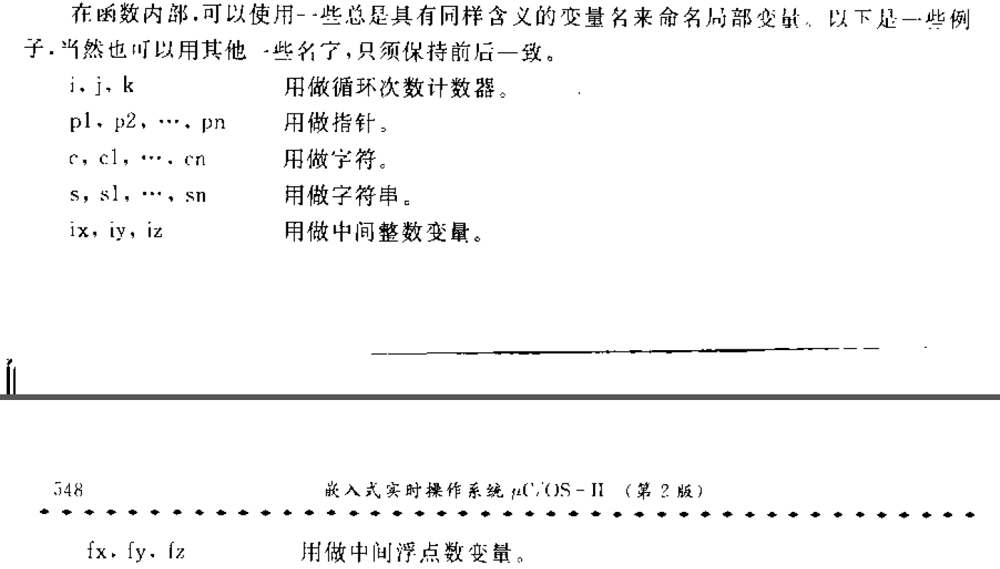 在函数内部,可以使用一些总是具有同样含义的变量名来命名局部变量。以下是一些例
子,当然也可以用其他一些名字,只须保持前后一致。
i, j, k 用做循环次数计数器。
p1, p2, …, pn 用做指针。
c, c1, …, cn 用做字符。
s, s1, …, sn 用做字符串。
ix, iy, iz 用做中间整数变量。
548 嵌入式实时操作系统 μC/OS-II (第2版)
fx, fy, fz 用做中间浮点数变量。